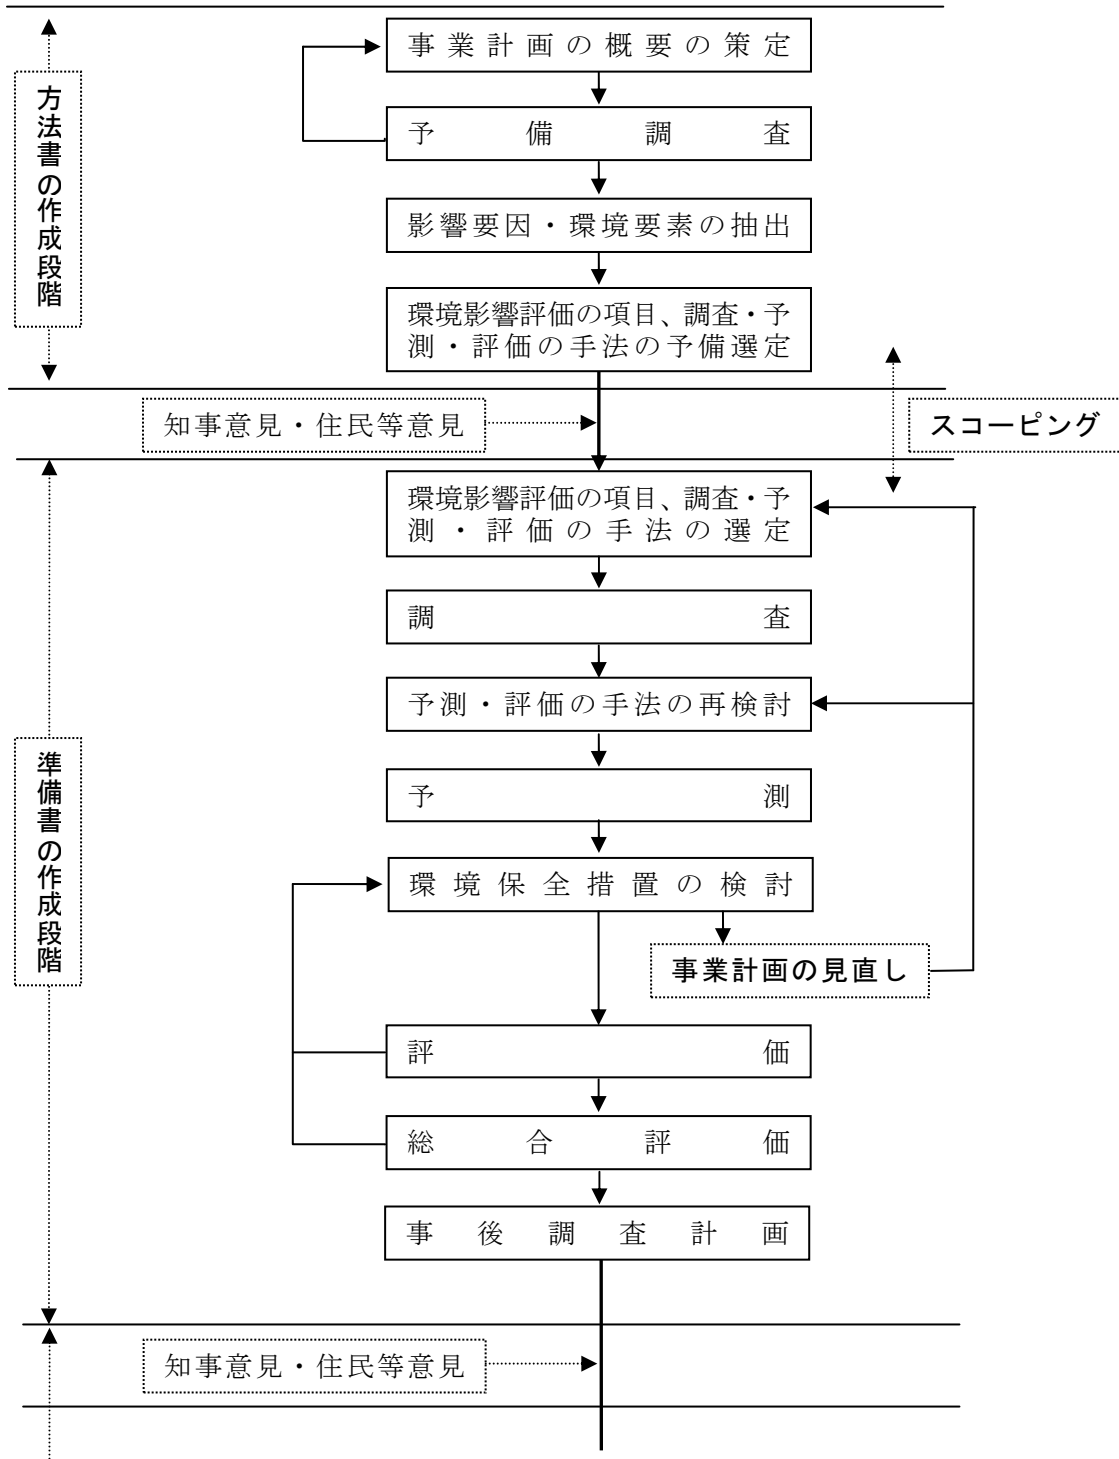 事業計画の概要の策定
予備調査
影響要因・環境要素の抽出
環境影響評価の項目、調査・予
測・評価の手法の予備選定
方法書の作成段階
知事意見・住民等意見
スコーピング
環境影響評価の項目、調査・予
測・評価の手法の選定
調査
予測・評価の手法の再検討
予測
環境保全措置の検討
事業計画の見直し
評価
総合評価
事後調査計画
準備書の作成段階
知事意見・住民等意見